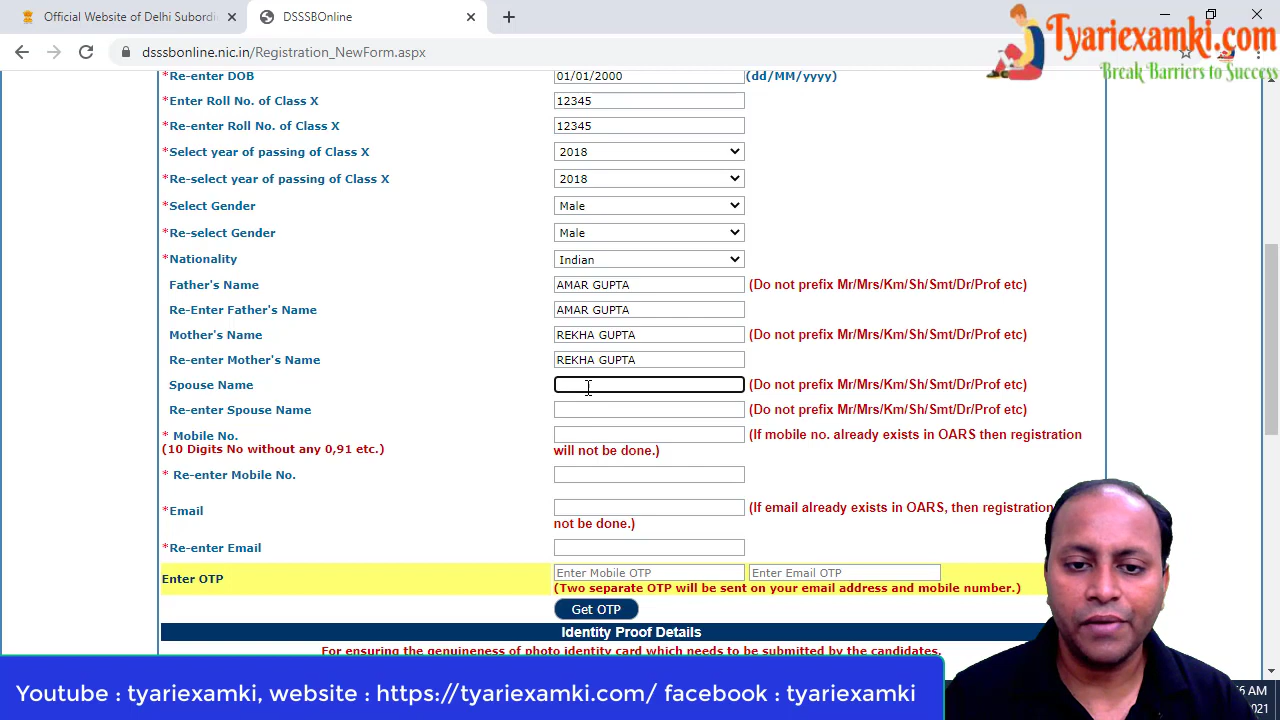 Official Website of Delhi Subordi
DSSSBOnline
Tyariexamki.com
Break Barriers to Success
dsssbonline.nic.in/Registration_NewForm.aspx
*Re-enter DOB 01/01/2000 (dd/MM/yyyy)
*Enter Roll No. of Class X 12345
*Re-enter Roll No. of Class X 12345
*Select year of passing of Class X 2018
*Re-select year of passing of Class X 2018
*Select Gender Male
*Re-select Gender Male
*Nationality Indian
Father's Name AMAR GUPTA (Do not prefix Mr/Mrs/Km/Sh/Smt/Dr/Prof etc)
Re-Enter Father's Name AMAR GUPTA
Mother's Name REKHA GUPTA (Do not prefix Mr/Mrs/Km/Sh/Smt/Dr/Prof etc)
Re-enter Mother's Name REKHA GUPTA
Spouse Name (Do not prefix Mr/Mrs/Km/Sh/Smt/Dr/Prof etc)
Re-enter Spouse Name (Do not prefix Mr/Mrs/Km/Sh/Smt/Dr/Prof etc)
* Mobile No. (If mobile no. already exists in OARS then registration
(10 Digits No without any 0,91 etc.) will not be done.)
* Re-enter Mobile No.
*Email (If email already exists in OARS, then registration
not be done.)
*Re-enter Email
Enter OTP Enter Mobile OTP Enter Email OTP
(Two separate OTP will be sent on your email address and mobile number.)
Get OTP
Identity Proof Details
For ensuring the genuineness of photo identity card which needs to be submitted by the candidates.
Youtube : tyariexamki, website : https://tyariexamki.com/ facebook : tyariexamki
6 AM
021